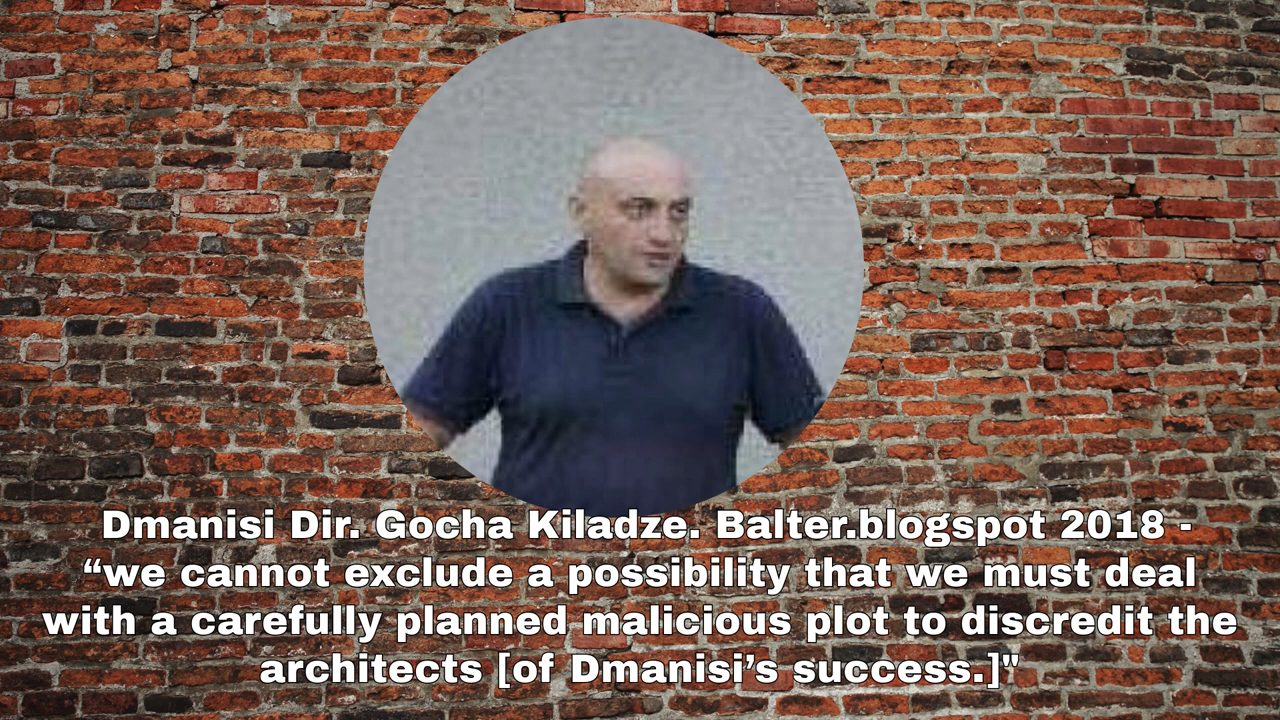 Dmanisi Dir. Gocha Kiladze. Balter.blogspot 2018 -
“we cannot exclude a possibility that we must deal
with a carefully planned malicious plot to discredit the
architects [of Dmanisi’s success.]"